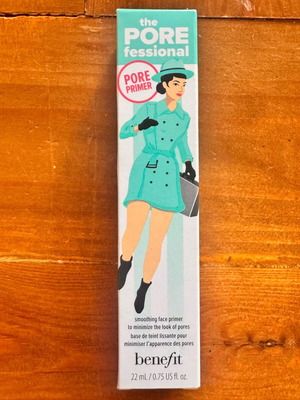 the
PORE
fessional
PORE
PRIMER
smoothing face primer
to minimize the look of pores
base de teint lissante pour
minimiser l'apparence des pores
benefit
22 mL / 0.75 US fl. oz.